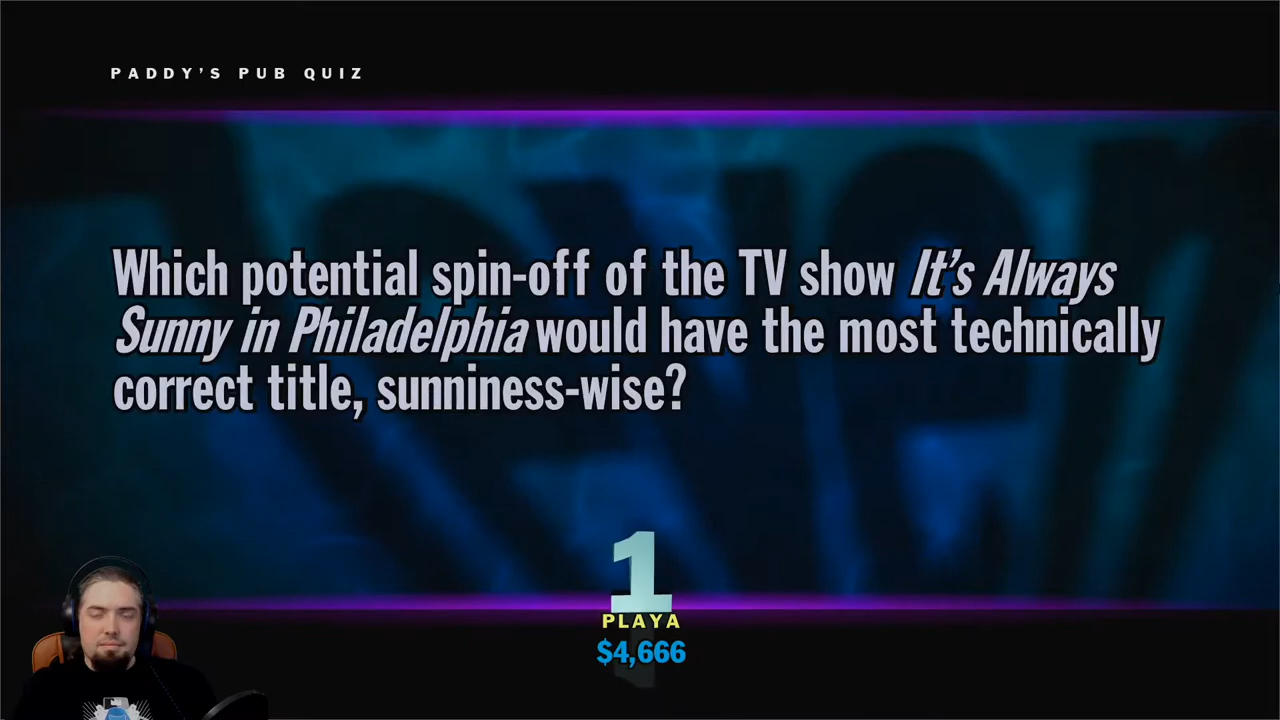 PADDY'S PUB QUIZ
Which potential spin-off of the TV show It's Always
Sunny in Philadelphia would have the most technically
correct title, sunniness-wise?
1
PLAYA
$4,666